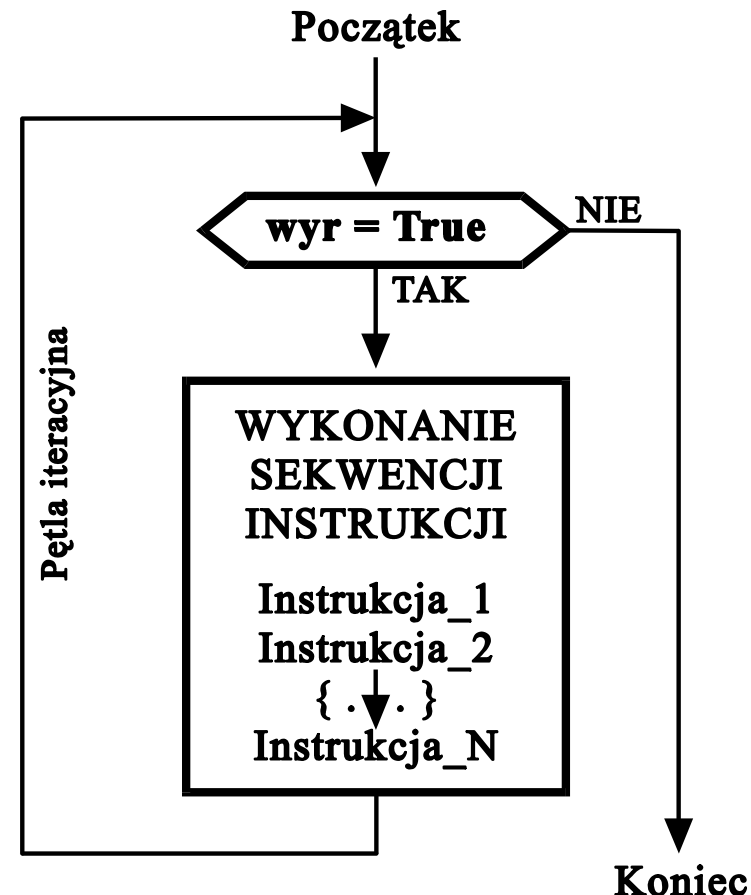 Początek
wyr = True
NIE
TAK
Pętla iteracyjna
WYKONANIE
SEKWENCJI
INSTRUKCJI
Instrukcja_1
Instrukcja_2
{ . . }
Instrukcja_N
Koniec